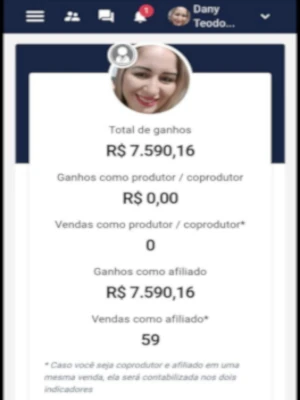 1
Dany
Teodo...
Total de ganhos
R$ 7.590,16
Ganhos como produtor / coprodutor
R$ 0,00
Vendas como produtor / coprodutor*
0
Ganhos como afiliado
R$ 7.590,16
Vendas como afiliado*
59
* Caso você seja coprodutor e afiliado em uma
mesma venda, ela será contabilizada nos dois
indicadores